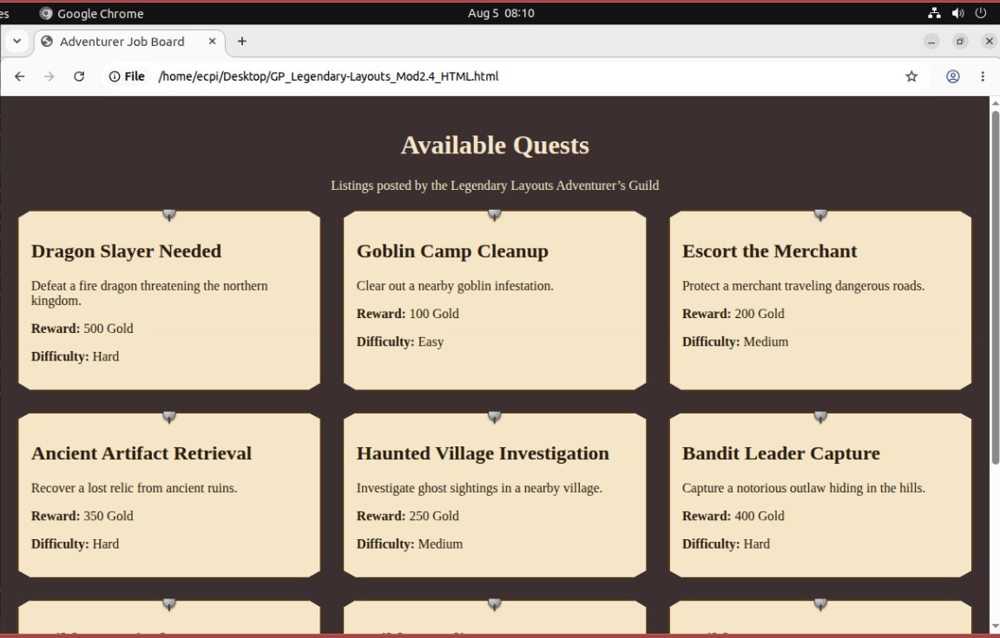 es
Google Chrome
Aug 5 08:10
Adventurer Job Board
File
/home/ecpi/Desktop/GP_Legendary-Layouts_Mod2.4_HTML.html
Available Quests
Listings posted by the Legendary Layouts Adventurer’s Guild
Dragon Slayer Needed
Defeat a fire dragon threatening the northern
kingdom.
Reward: 500 Gold
Difficulty: Hard
Goblin Camp Cleanup
Clear out a nearby goblin infestation.
Reward: 100 Gold
Difficulty: Easy
Escort the Merchant
Protect a merchant traveling dangerous roads.
Reward: 200 Gold
Difficulty: Medium
Ancient Artifact Retrieval
Recover a lost relic from ancient ruins.
Reward: 350 Gold
Difficulty: Hard
Haunted Village Investigation
Investigate ghost sightings in a nearby village.
Reward: 250 Gold
Difficulty: Medium
Bandit Leader Capture
Capture a notorious outlaw hiding in the hills.
Reward: 400 Gold
Difficulty: Hard